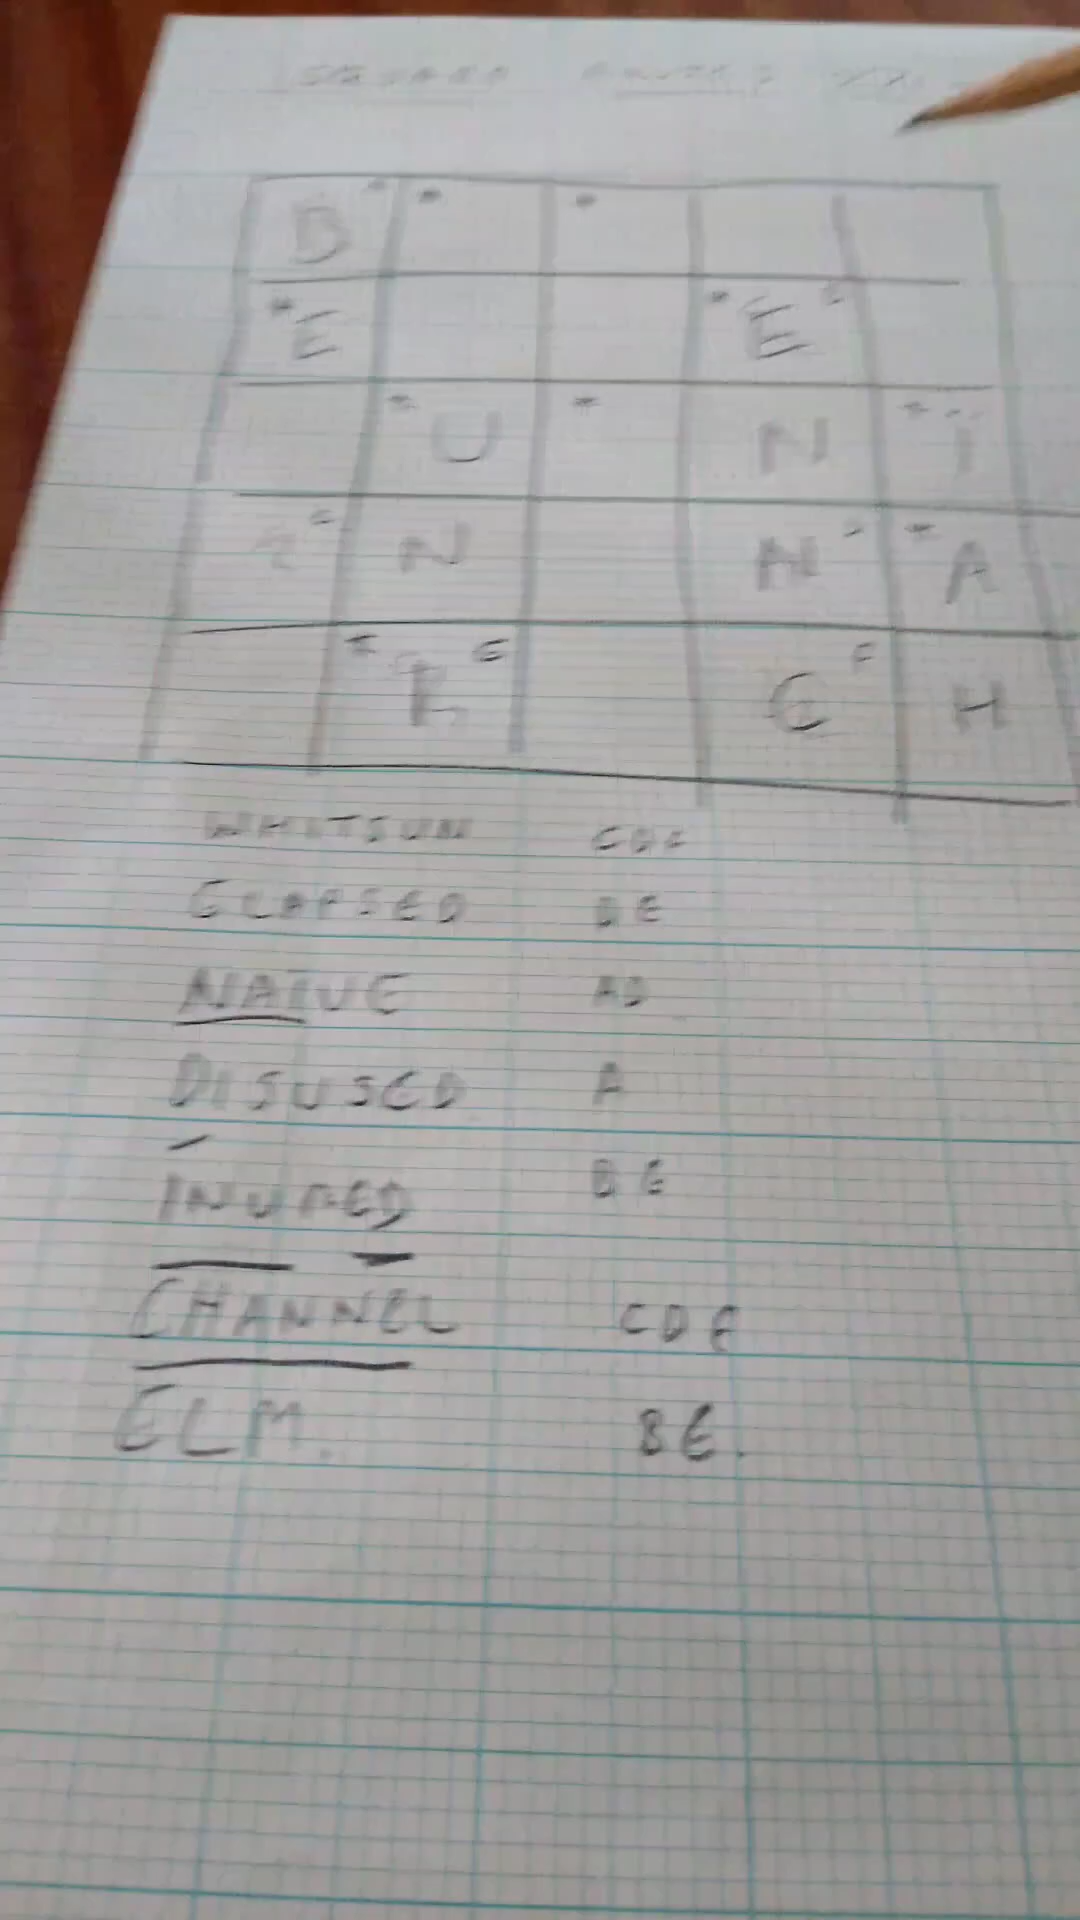 D
E E
U N Ï
N N A
R E H
WHITSUN CDE
ELAPSED BE
NAIVE AD
DISUSED A
INURED BE
CHANNEL CDE
ELM. BE.